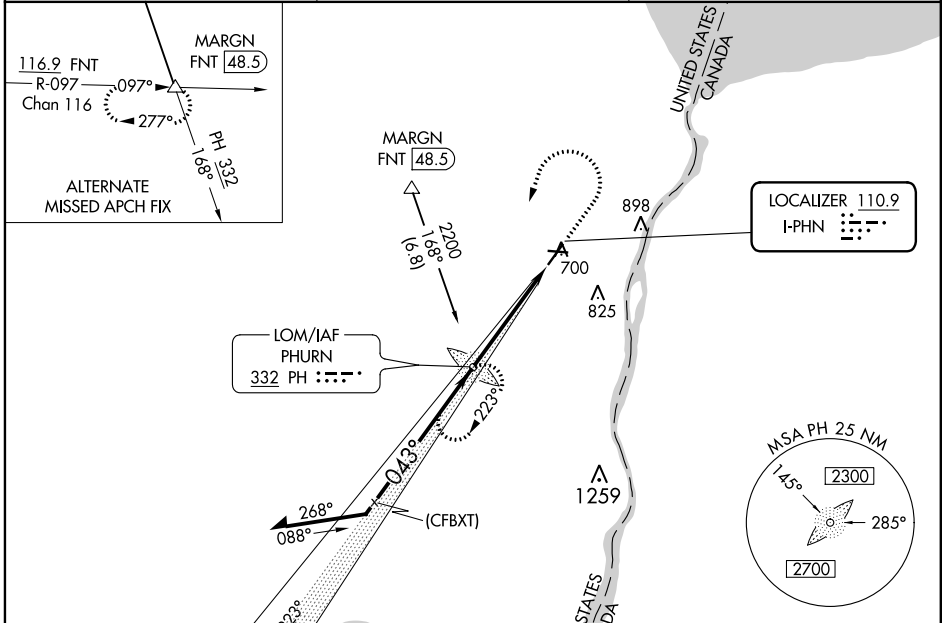 MARGN
FNT 48.5
116.9 FNT
R-097
097°
Chan 116
277°
PH 332
168°
ALTERNATE
MISSED APCH FIX
UNITED STATES
CANADA
MARGN
FNT 48.5
2200
168°
(6.8)
898
LOCALIZER 110.9
I-PHN
700
825
LOM/IAF
PHURN
332 PH
223°
043°
1259
268°
088°
(CFBXT)
MSA PH 25 NM
145°
2300
285°
2700
STATES